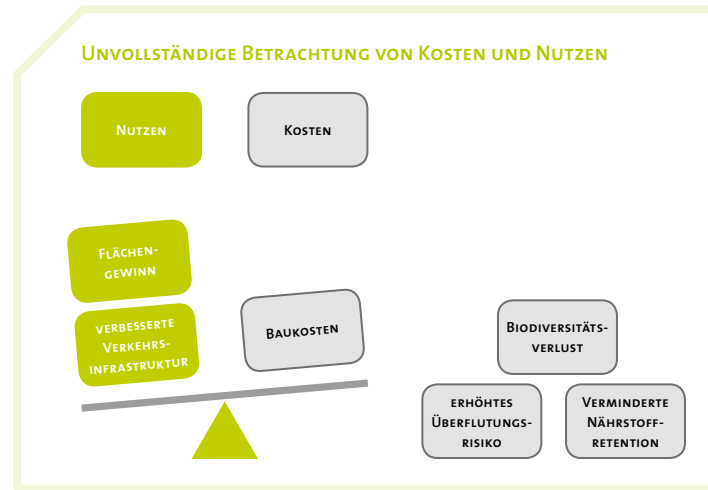 Unvollständige Betrachtung von Kosten und Nutzen
Nutzen
Kosten
Flächen-
gewinn
verbesserte
Verkehrs-
infrastruktur
Baukosten
Biodiversitäts-
verlust
erhöhtes
Überflutungs-
risiko
Verminderte
Nährstoff-
retention